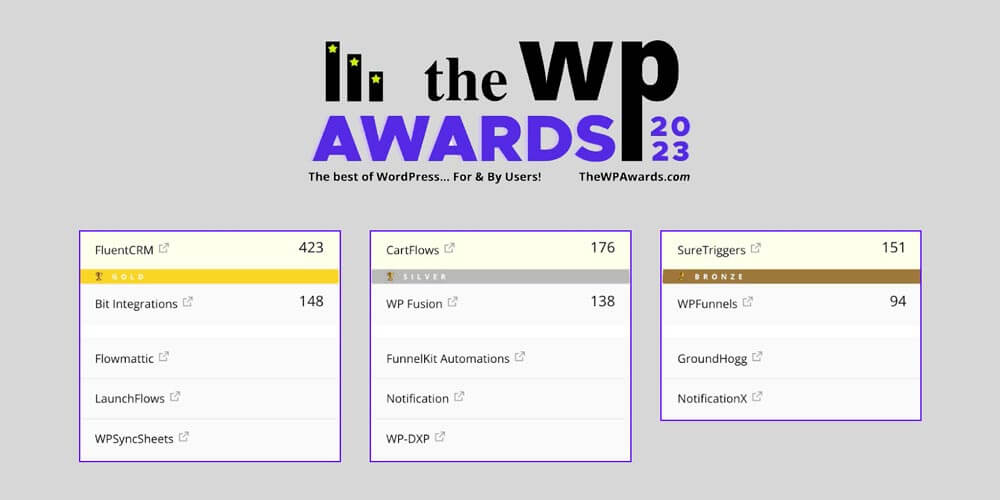 the wp
AWARDS 2023
The best of WordPress... For & By Users! TheWPAwards.com
FluentCRM 423
GOLD
Bit Integrations 148
Flowmattic
LaunchFlows
WPSyncSheets
CartFlows 176
SILVER
WP Fusion 138
FunnelKit Automations
Notification
WP-DXP
SureTriggers 151
BRONZE
WPFunnels 94
GroundHogg
NotificationX